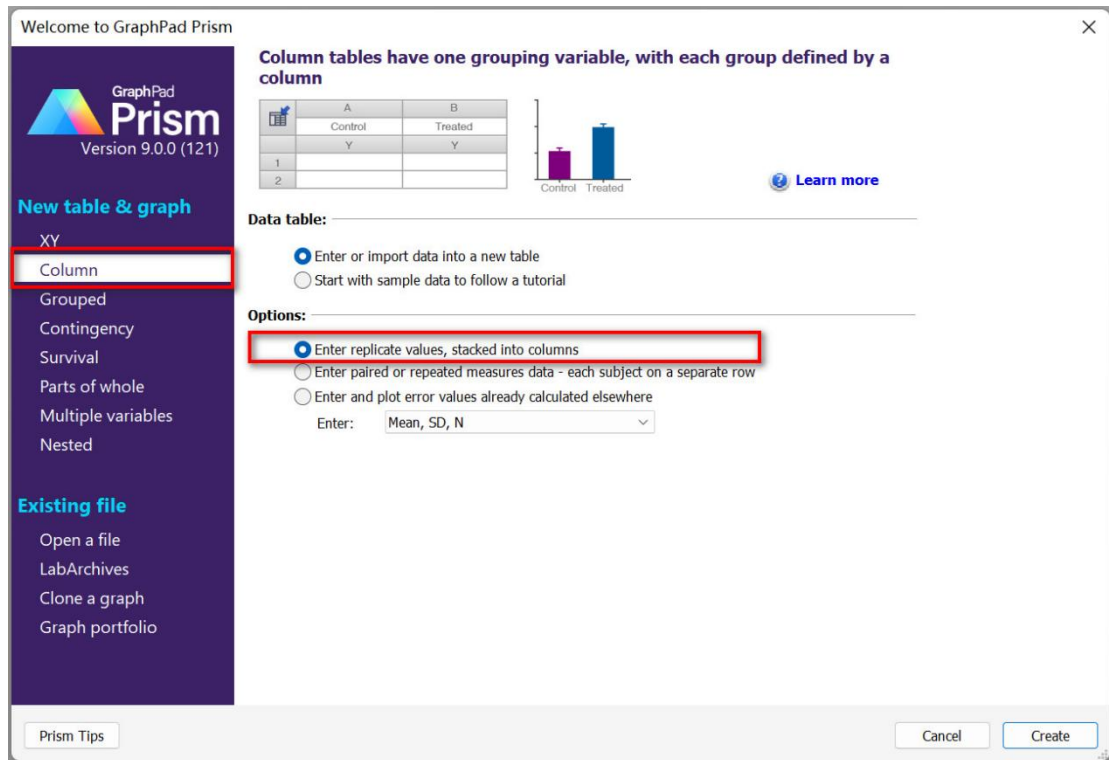 Welcome to GraphPad Prism
GraphPad
Prism
Version 9.0.0 (121)
New table & graph
XY
Column
Grouped
Contingency
Survival
Parts of whole
Multiple variables
Nested
Existing file
Open a file
LabArchives
Clone a graph
Graph portfolio
Column tables have one grouping variable, with each group defined by a
column
A B
Control Treated
Y Y
1
2
Control Treated
Learn more
Data table:
Enter or import data into a new table
Start with sample data to follow a tutorial
Options:
Enter replicate values, stacked into columns
Enter paired or repeated measures data - each subject on a separate row
Enter and plot error values already calculated elsewhere
Enter: Mean, SD, N
Prism Tips
Cancel
Create